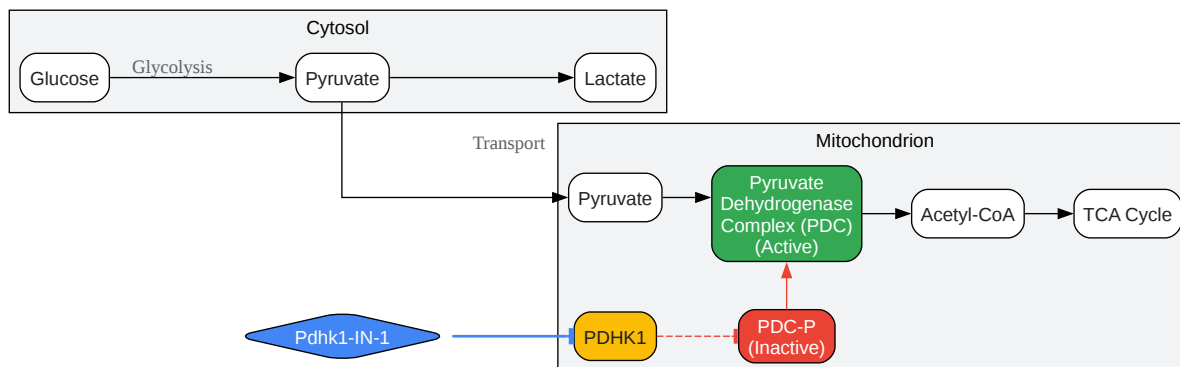 Cytosol
Glucose
Glycolysis
Pyruvate
Lactate
Transport
Mitochondrion
Pyruvate
Pyruvate
Dehydrogenase
Complex (PDC)
(Active)
Acetyl-CoA
TCA Cycle
Pdhk1-IN-1
PDHK1
PDC-P
(Inactive)